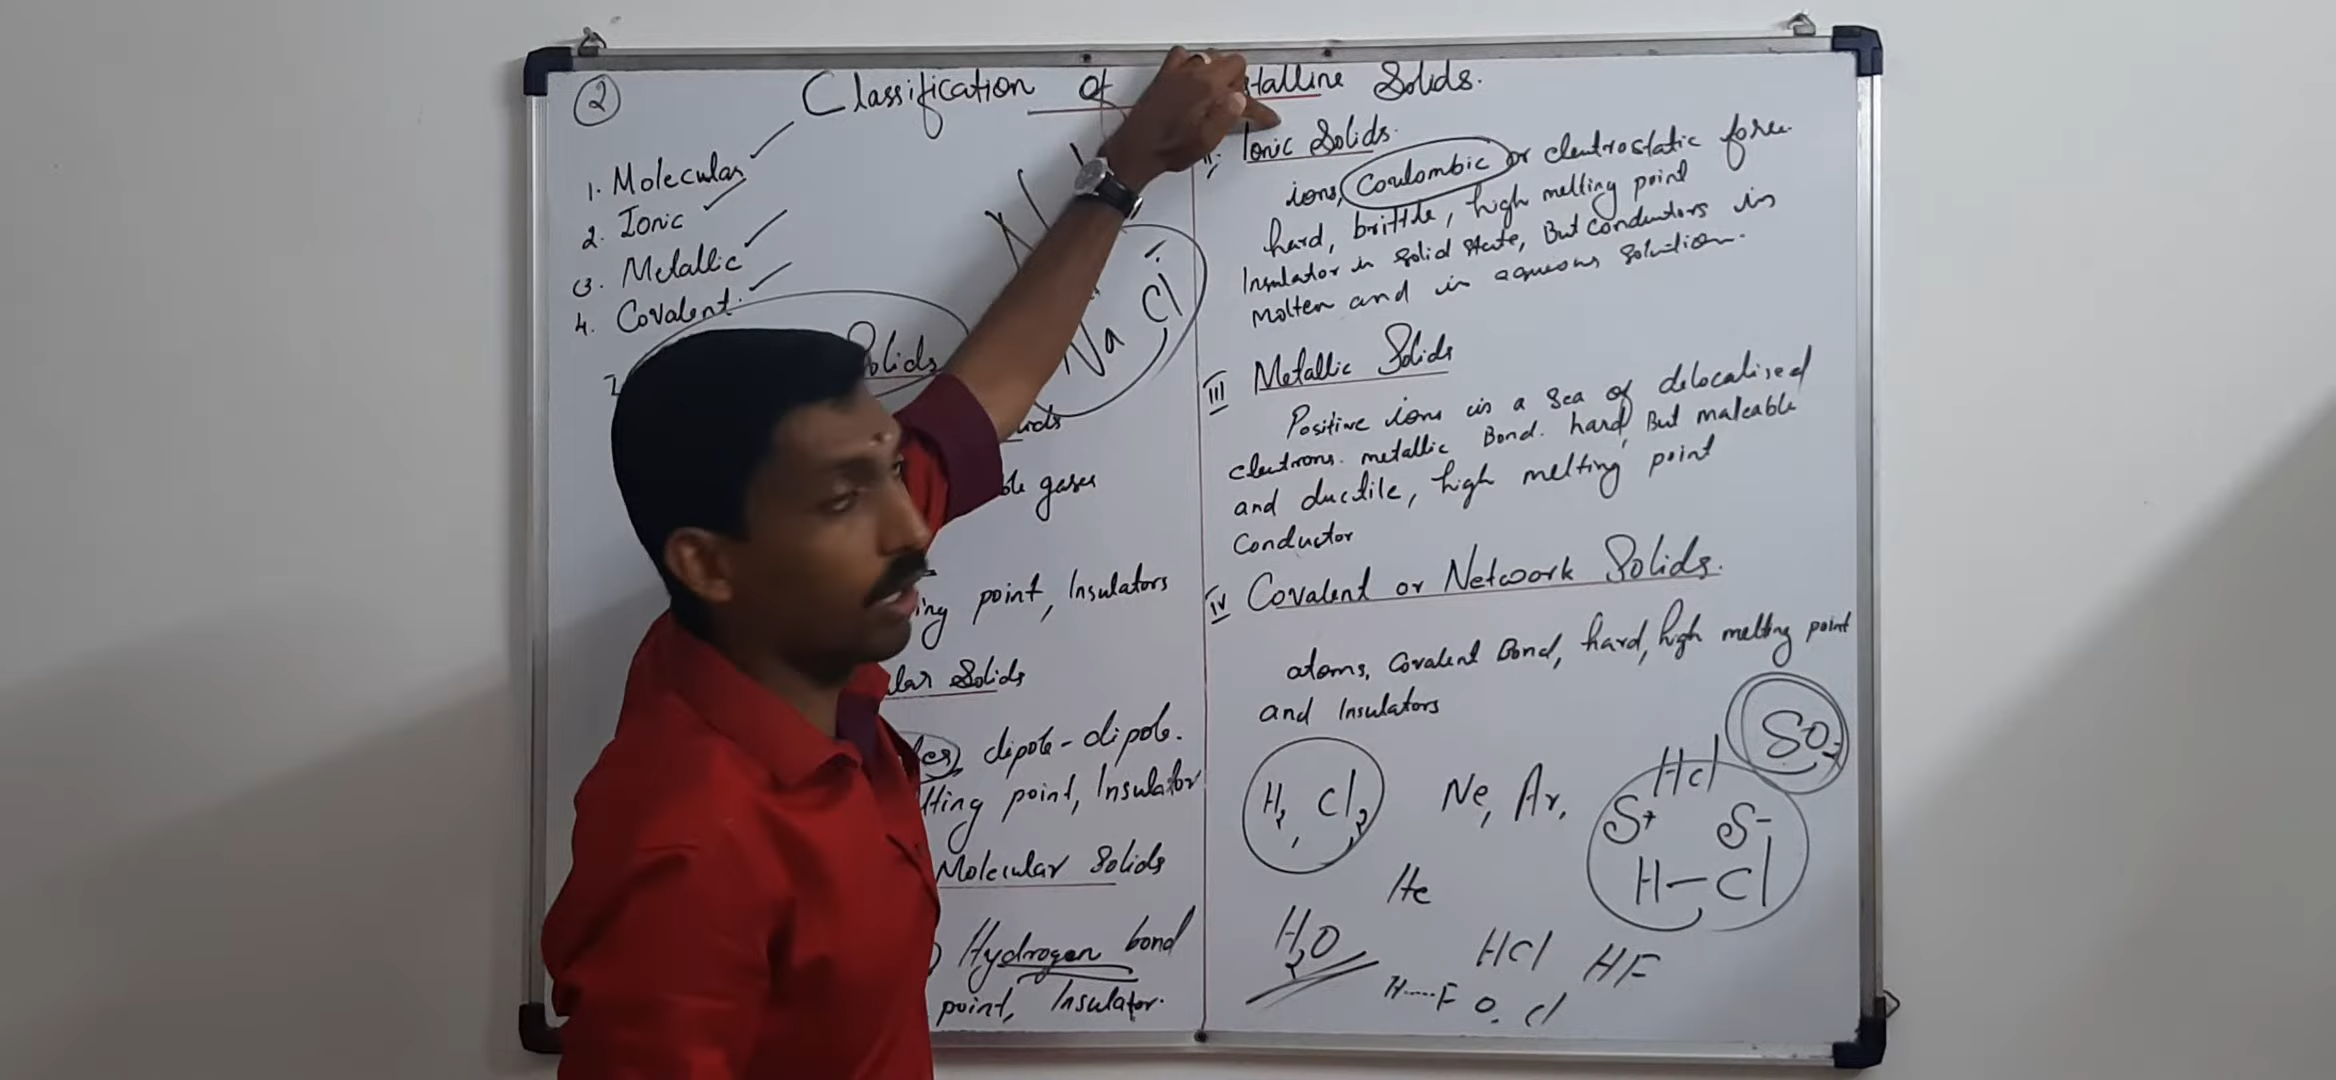 2
Classification of stalline Solids.
1. Molecular
2. Ionic
3. Metallic
4. Covalent.
Solids
Na Cl
ble gases
ing point, Insulators
lar Solids
dipole-dipole.
lting point, Insulator
Molecular Solids
Hydrogen bond
point, Insulator.
II. Ionic Solids.
ions, Coulombic or electrostatic force
hard, brittle, high melting point
Insulator in solid state, But conductors in
molten and in aqueous solution.
III Metallic Solids
Positive ions in a sea of delocalised
electrons. metallic Bond. hard, But maleable
and ductile, high melting point
Conductor
IV Covalent or Network Solids.
atoms, Covalent Bond, hard, high melting point
and Insulators
SO2
H2, Cl2, Ne, Ar, HCl
S+ S-
H-Cl
He
H2O HCl HF
H-----F O. Cl